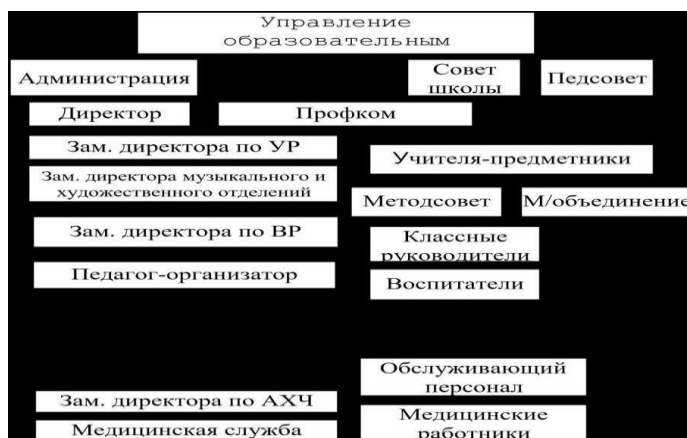 Управление
образовательным
Администрация
Совет
школы
Педсовет
Директор
Профком
Зам. директора по УР
Учителя-предметники
Зам. директора музыкального и
художественного отделений
Методсовет
М/объединение
Зам. директора по ВР
Классные
руководители
Педагог-организатор
Воспитатели
Обслуживающий
персонал
Зам. директора по АХЧ
Медицинская служба
Медицинские
работники